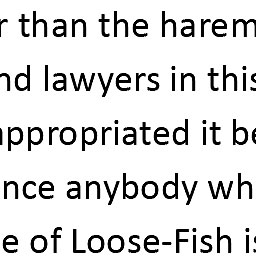 r than the harem
nd lawyers in this
appropriated it be
nce anybody wh
e of Loose-Fish is